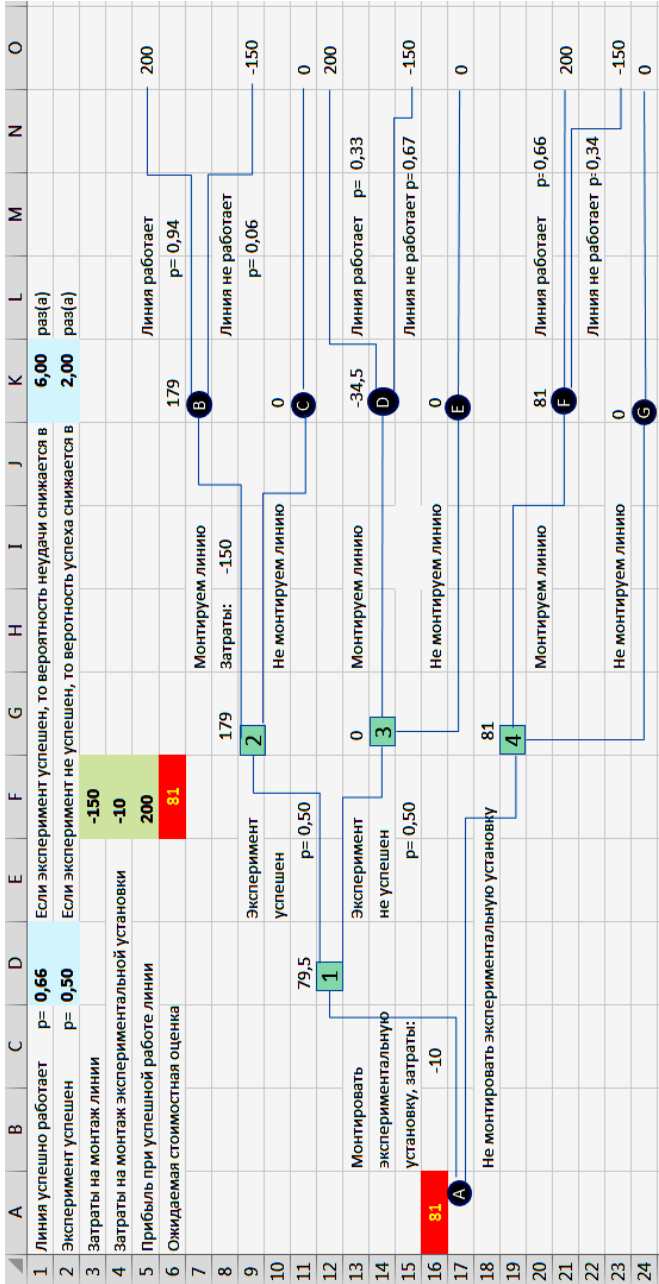 A B C D E F G H I J K L M N O
1 Линия успешно работает p= 0,66 Если эксперимент успешен, то вероятность неудачи снижается в 6,00 раз(а)
2 Эксперимент успешен p= 0,50 Если эксперимент не успешен, то веротность успеха снижается в 2,00 раз(а)
3 Затраты на монтаж линии -150
4 Затраты на монтаж экспериментальной установки -10
5 Прибыль при успешной работе линии 200 Линия работает 200
6 Ожидаемая стоимостная оценка 81 179 p= 0,94
7 Монтируем линию B
8 179 Затраты: -150 Линия не работает
9 2 p= 0,06 -150
10 Эксперимент Не монтируем линию 0
11 успешен p= 0,50 C 0
12 79,5 1 200
13 Монтировать Эксперимент 0 Монтируем линию -34,5 Линия работает p= 0,33
14 экспериментальную не успешен 3 D
15 установку, затраты: p= 0,50 Не монтируем линию Линия не работает p= 0,67 -150
16 81 -10 0
17 A E 0
18 Не монтировать экспериментальную установку 81
19 4
20 Монтируем линию 81 Линия работает p= 0,66
21 F 200
22 Не монтируем линию Линия не работает p= 0,34
23 0 -150
24 G 0